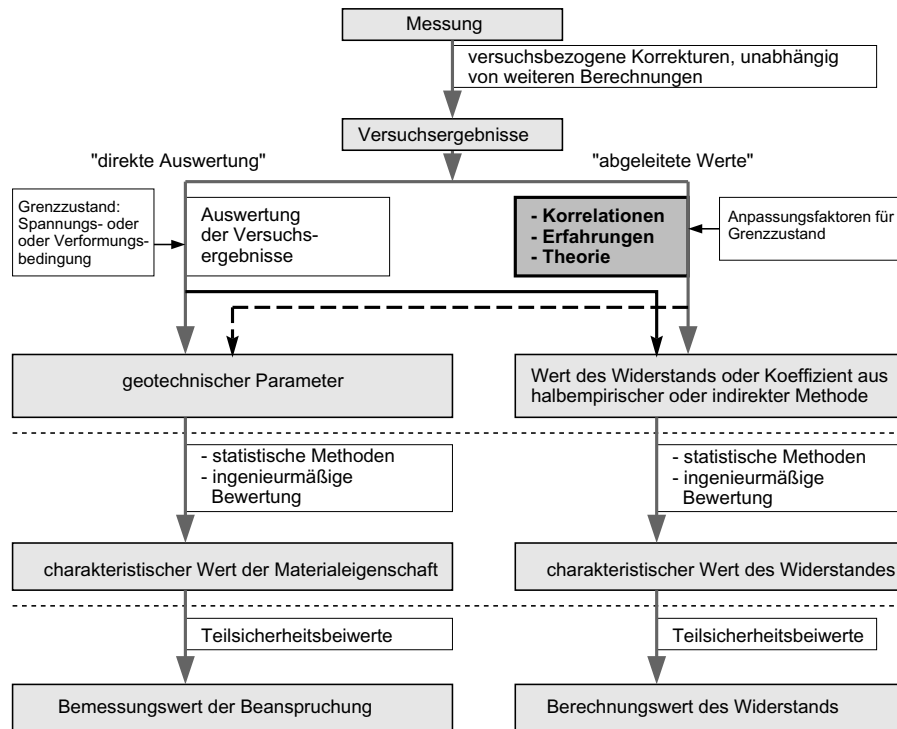 Messung
versuchsbezogene Korrekturen, unabhängig
von weiteren Berechnungen
Versuchsergebnisse
"direkte Auswertung"
"abgeleitete Werte"
Grenzzustand:
Spannungs- oder
oder Verformungs-
bedingung
Auswertung
der Versuchs-
ergebnisse
- Korrelationen
- Erfahrungen
- Theorie
Anpassungsfaktoren für
Grenzzustand
geotechnischer Parameter
Wert des Widerstands oder Koeffizient aus
halbempirischer oder indirekter Methode
- statistische Methoden
- ingenieurmäßige
Bewertung
- statistische Methoden
- ingenieurmäßige
Bewertung
charakteristischer Wert der Materialeigenschaft
charakteristischer Wert des Widerstandes
Teilsicherheitsbeiwerte
Teilsicherheitsbeiwerte
Bemessungswert der Beanspruchung
Berechnungswert des Widerstands